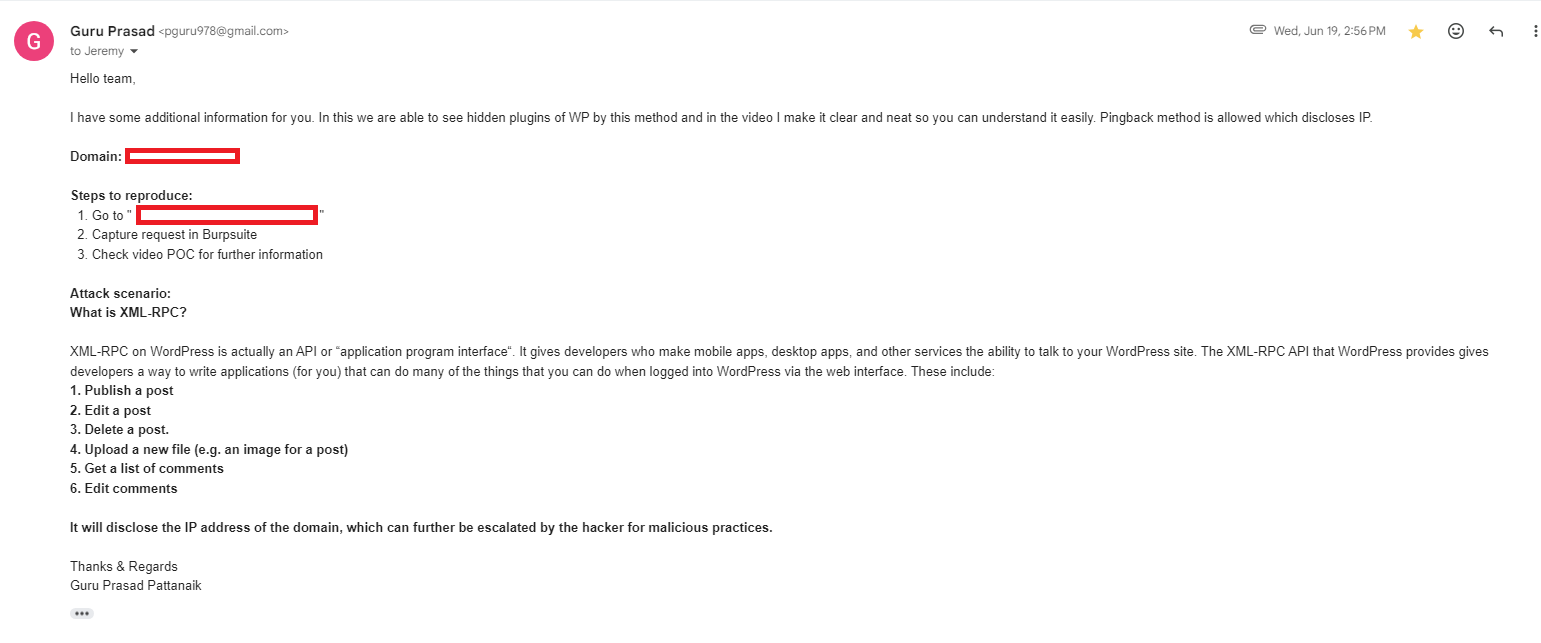 G
Guru Prasad <pguru978@gmail.com>
Wed, Jun 19, 2:56 PM
to Jeremy
Hello team,
I have some additional information for you. In this we are able to see hidden plugins of WP by this method and in the video I make it clear and neat so you can understand it easily. Pingback method is allowed which discloses IP.
Domain:
Steps to reproduce:
1. Go to " "
2. Capture request in Burpsuite
3. Check video POC for further information
Attack scenario:
What is XML-RPC?
XML-RPC on WordPress is actually an API or “application program interface“. It gives developers who make mobile apps, desktop apps, and other services the ability to talk to your WordPress site. The XML-RPC API that WordPress provides gives
developers a way to write applications (for you) that can do many of the things that you can do when logged into WordPress via the web interface. These include:
1. Publish a post
2. Edit a post
3. Delete a post.
4. Upload a new file (e.g. an image for a post)
5. Get a list of comments
6. Edit comments
It will disclose the IP address of the domain, which can further be escalated by the hacker for malicious practices.
Thanks & Regards
Guru Prasad Pattanaik